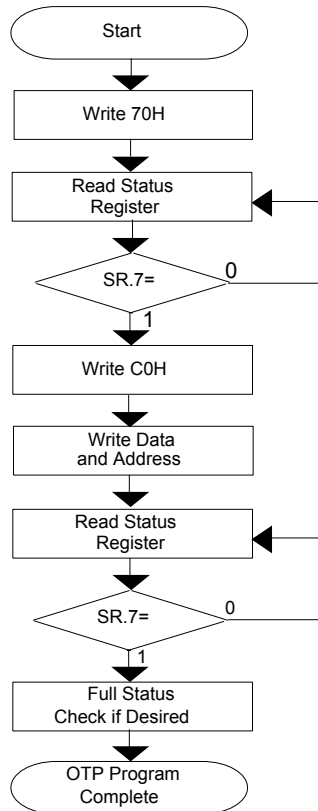 Start
Write 70H
Read Status
Register
SR.7=
0
1
Write C0H
Write Data
and Address
Read Status
Register
SR.7=
0
1
Full Status
Check if Desired
OTP Program
Complete